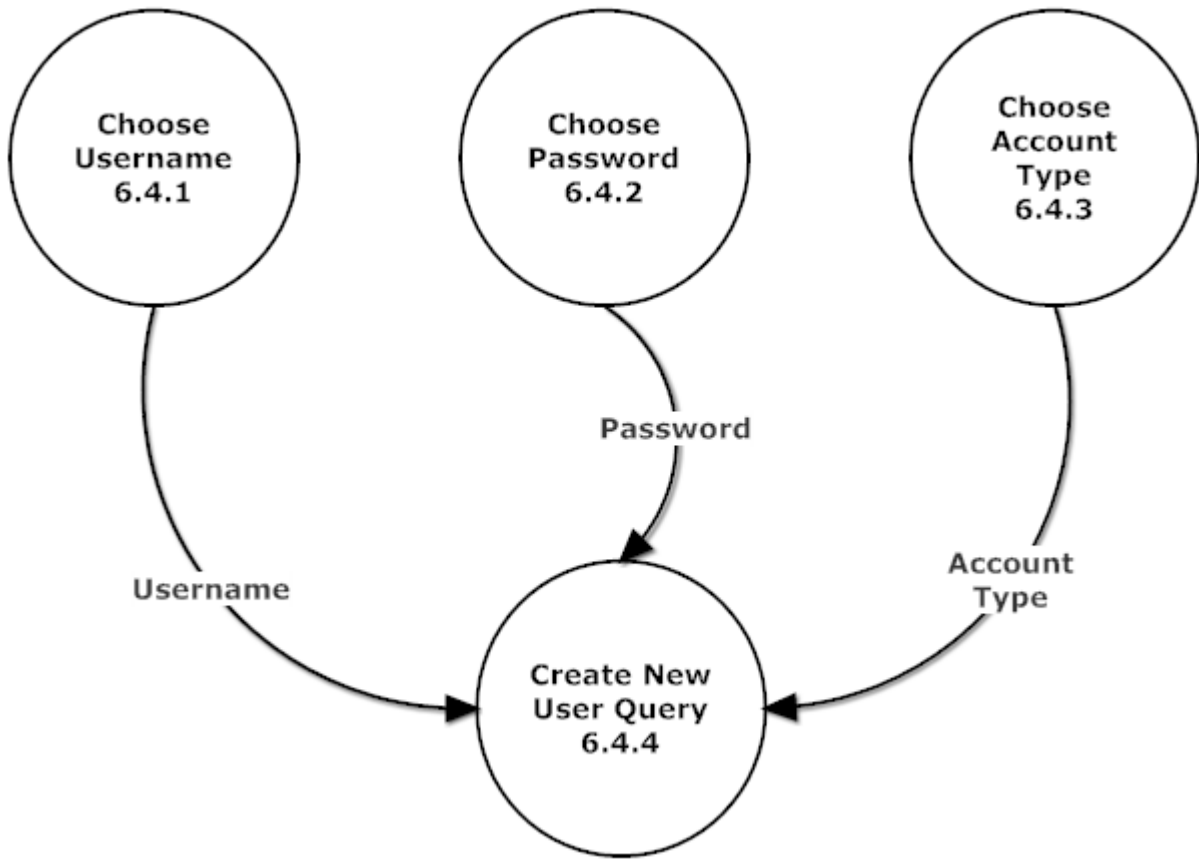 Choose
Username
6.4.1
Choose
Password
6.4.2
Choose
Account
Type
6.4.3
Password
Username
Account
Type
Create New
User Query
6.4.4